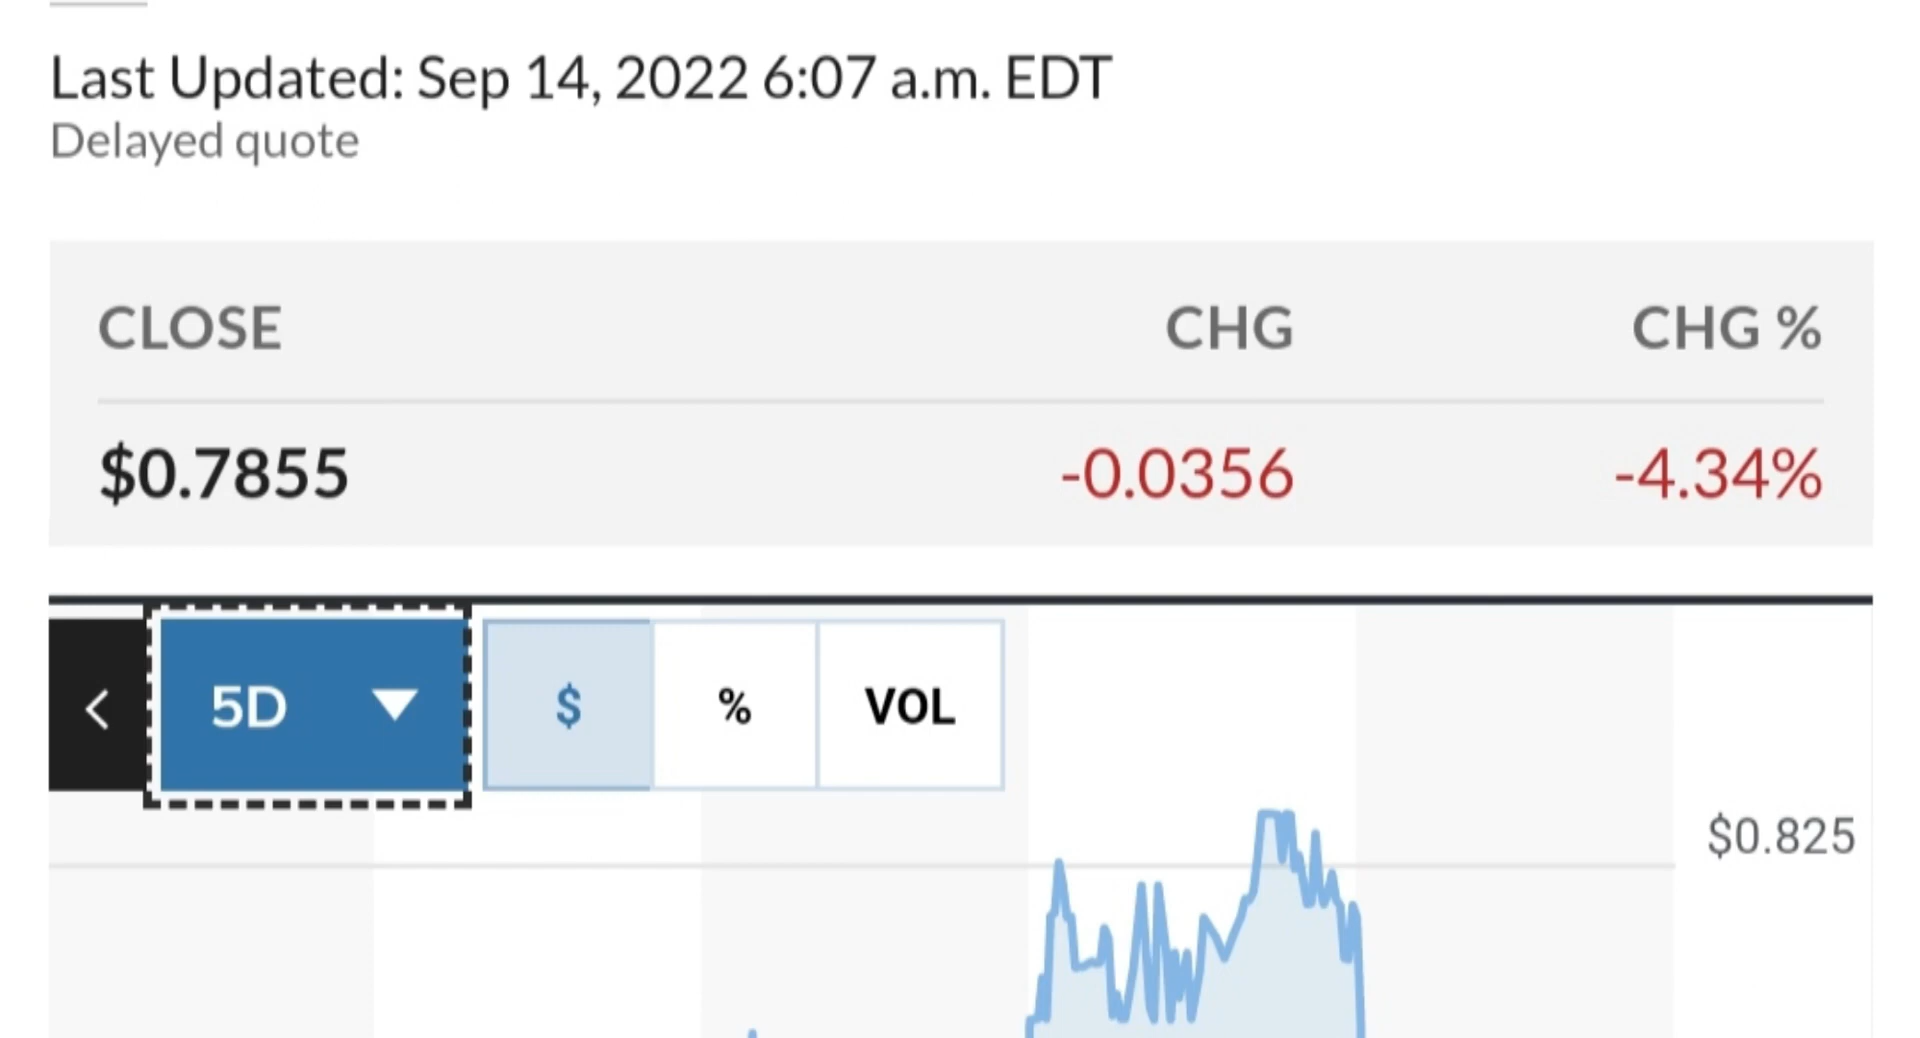 Last Updated: Sep 14, 2022 6:07 a.m. EDT
Delayed quote
CLOSE CHG CHG %
$0.7855 -0.0356 -4.34%
5D $ % VOL
$0.825